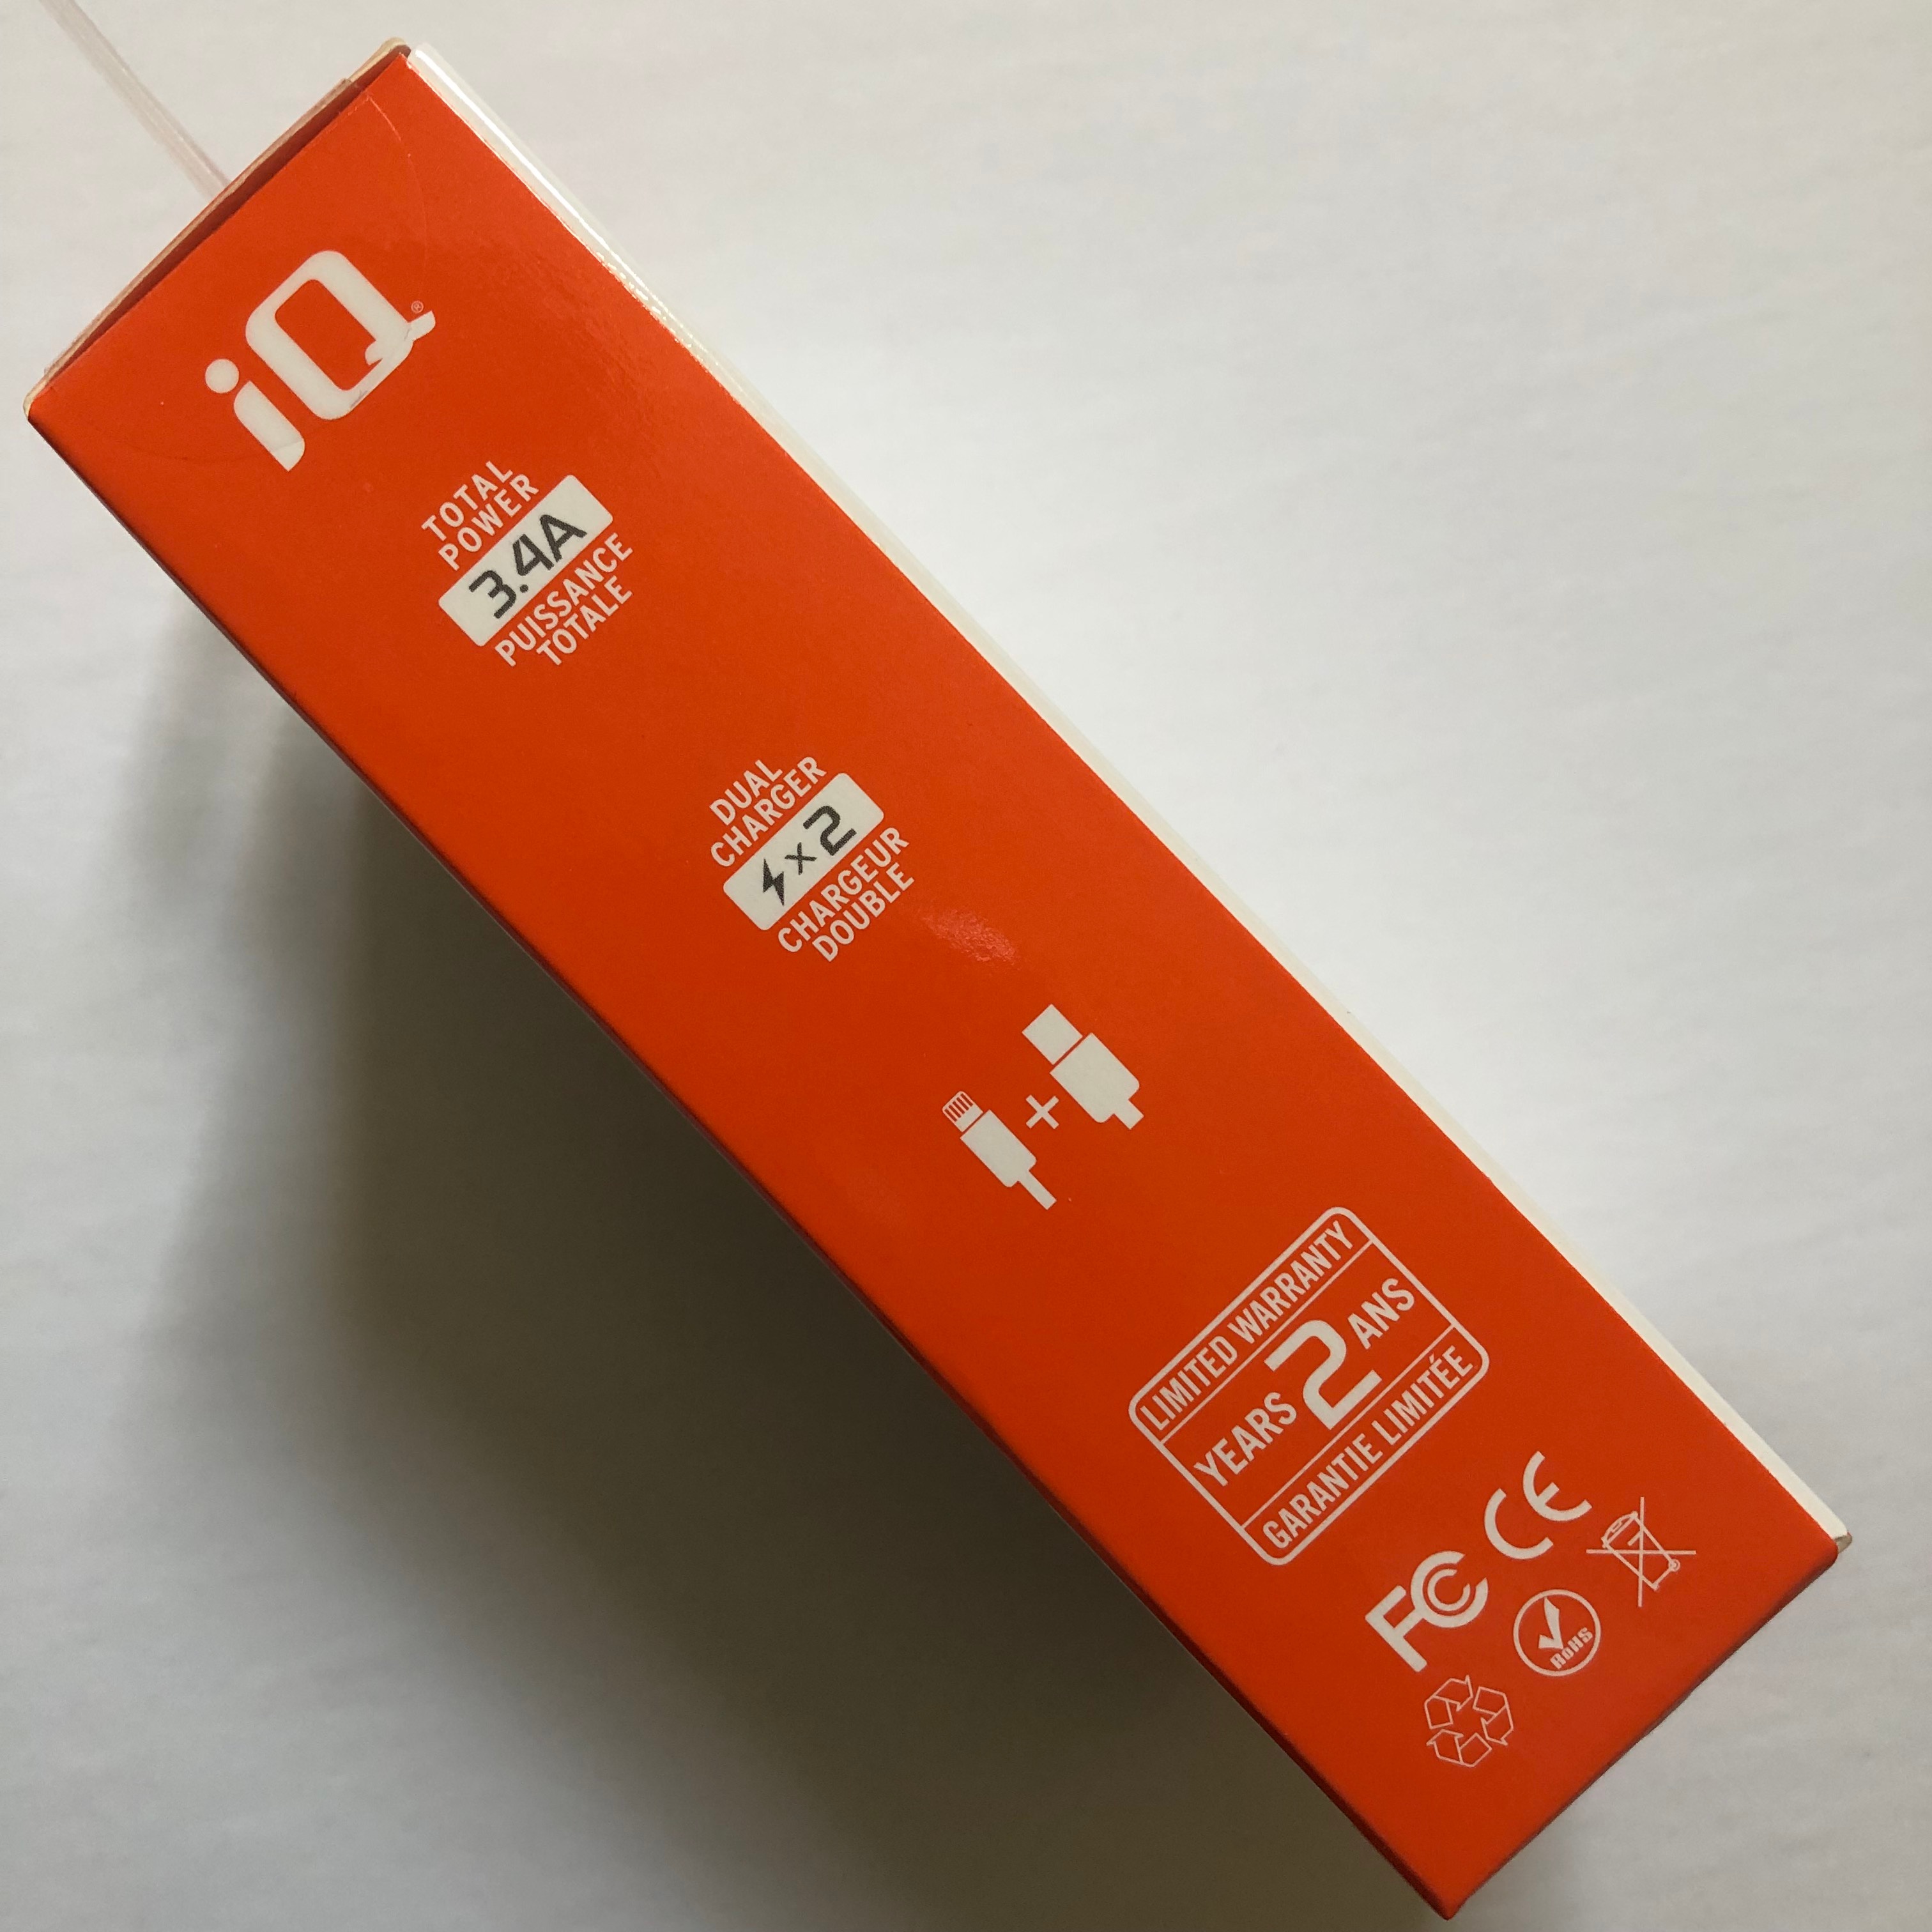 iQ®
TOTAL
POWER
3.4A
PUISSANCE
TOTALE
DUAL
CHARGER
x2
CHARGEUR
DOUBLE
+
LIMITED WARRANTY
YEARS 2 ANS
GARANTIE LIMITÉE
FC CE
RoHS